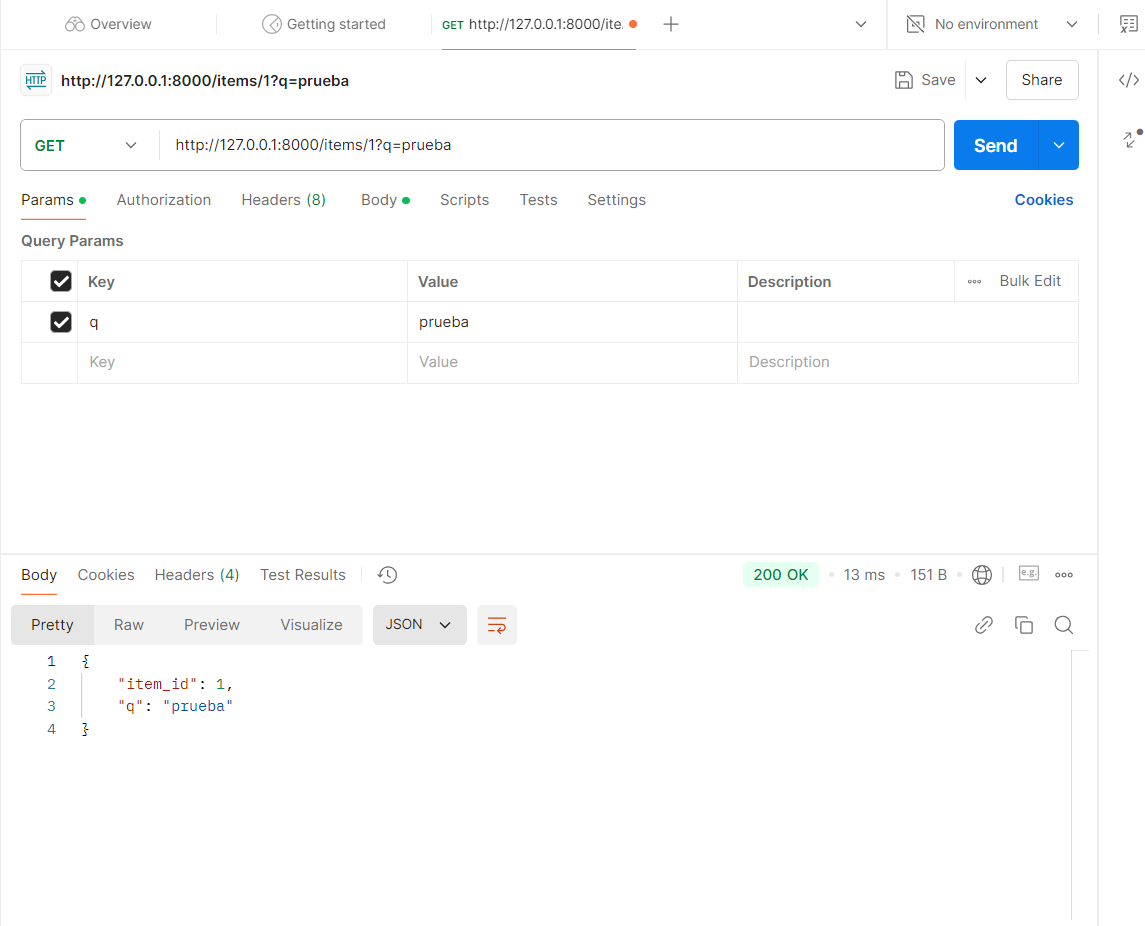 Overview Getting started GET http://127.0.0.1:8000/ite No environment
HTTP http://127.0.0.1:8000/items/1?q=prueba Save Share
GET http://127.0.0.1:8000/items/1?q=prueba Send
Params Authorization Headers (8) Body Scripts Tests Settings Cookies
Query Params
Key Value Description Bulk Edit
q prueba
Key Value Description
Body Cookies Headers (4) Test Results 200 OK 13 ms 151 B e.g.
Pretty Raw Preview Visualize JSON
1 {
2 "item_id": 1,
3 "q": "prueba"
4 }